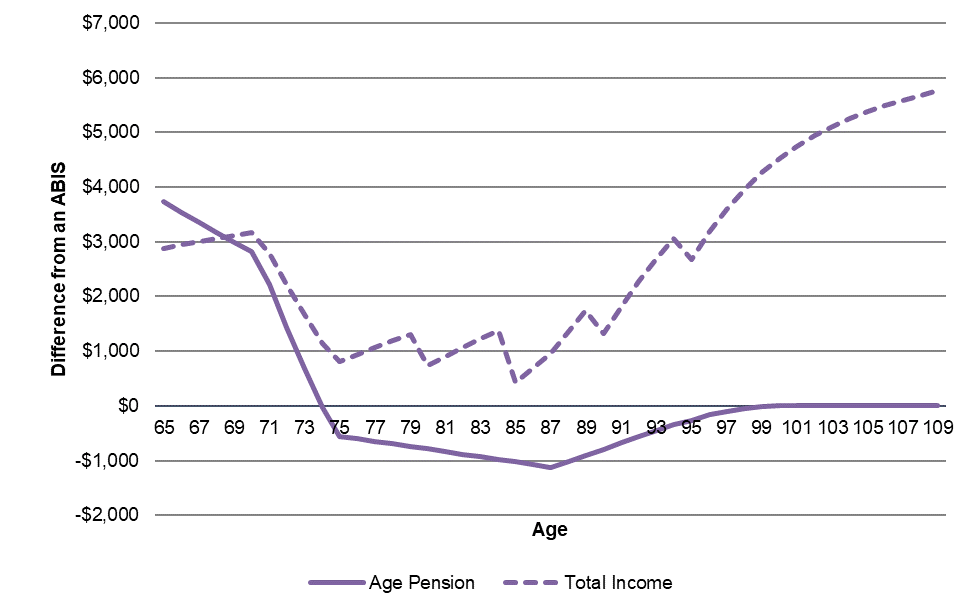 $7,000
$6,000
$5,000
$4,000
$3,000
$2,000
$1,000
$0
-$1,000
-$2,000
Difference from an ABIS
65 67 69 71 73 75 77 79 81 83 85 87 89 91 93 95 97 99 101 103 105 107 109
Age
Age Pension Total Income